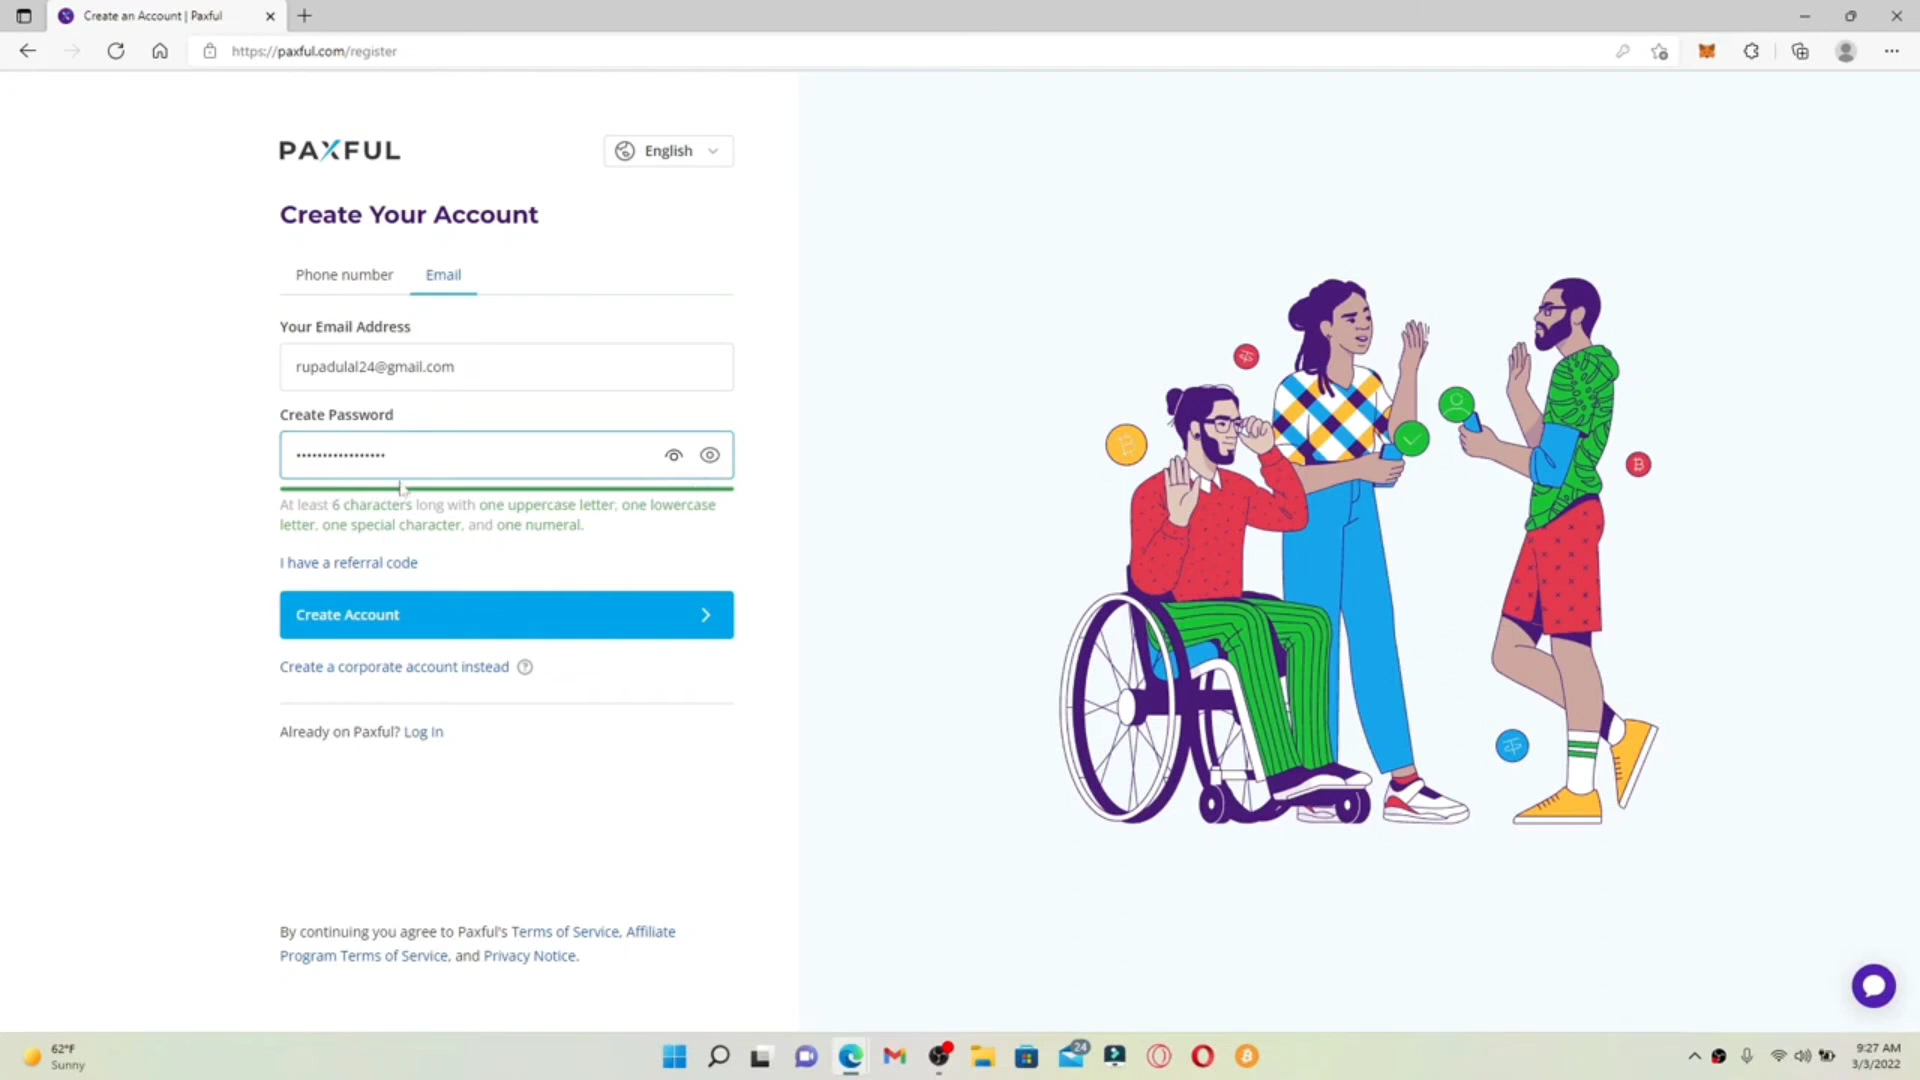 Create an Account | Paxful
https://paxful.com/register
PAXFUL
English
Create Your Account
Phone number
Email
Your Email Address
rupadulal24@gmail.com
Create Password
•••••••••••••••••
At least 6 characters long with one uppercase letter, one lowercase
letter, one special character, and one numeral.
I have a referral code
Create Account
Create a corporate account instead ?
Already on Paxful? Log In
By continuing you agree to Paxful's Terms of Service, Affiliate
Program Terms of Service, and Privacy Notice.
62°F
Sunny
24
9:27 AM
3/3/2022